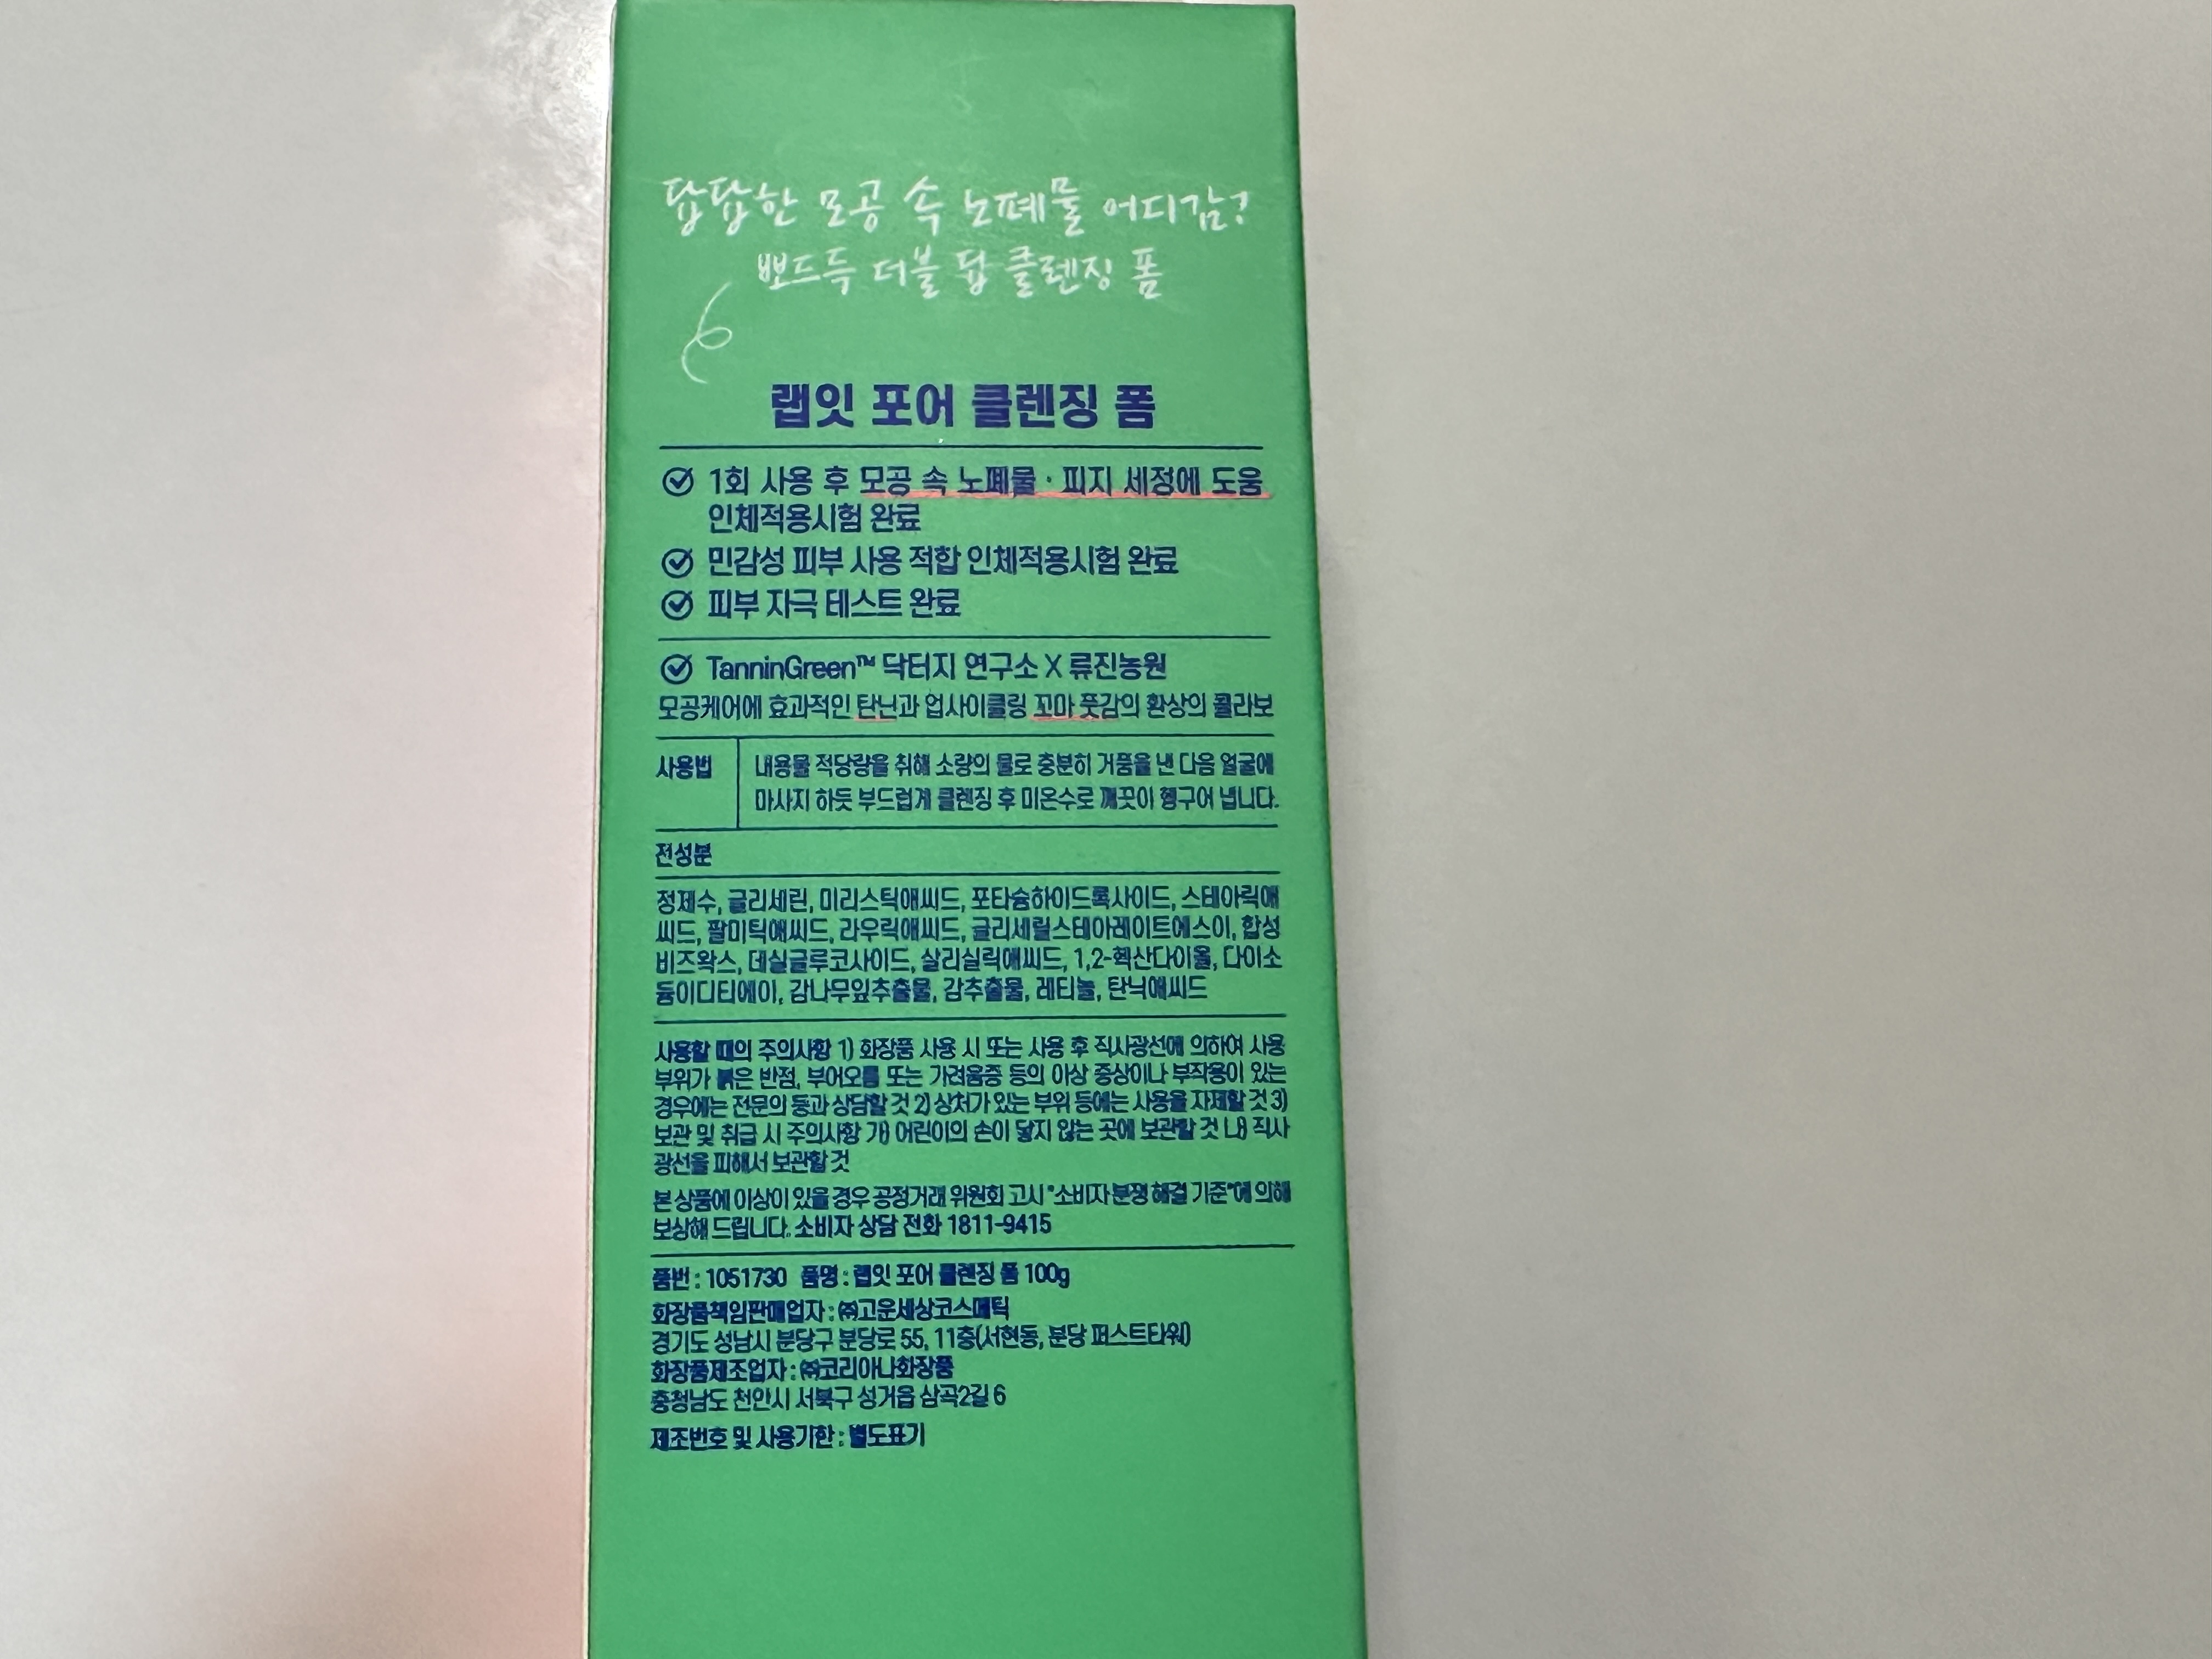 답답한 모공 속 노폐물 어디감?
뽀드득 더블 딥 클렌징 폼
랩잇 포어 클렌징 폼
1회 사용 후 모공 속 노폐물 · 피지 세정에 도움
인체적용시험 완료
민감성 피부 사용 적합 인체적용시험 완료
피부 자극 테스트 완료
TanninGreen™ 닥터지 연구소 X 류진농원
모공케어에 효과적인 탄닌과 업사이클링 꼬마 풋감의 환상의 콜라보
사용법
내용물 적당량을 취해 소량의 물로 충분히 거품을 낸 다음 얼굴에
마사지 하듯 부드럽게 클렌징 후 미온수로 깨끗이 헹구어 냅니다.
전성분
정제수, 글리세린, 미리스틱애씨드, 포타슘하이드록사이드, 스테아릭애
씨드, 팔미틱애씨드, 라우릭애씨드, 글리세릴스테아레이트에스이, 합성
비즈왁스, 데실글루코사이드, 살리실릭애씨드, 1,2-헥산다이올, 다이소
듐이디티에이, 감나무잎추출물, 감추출물, 레티놀, 탄닉애씨드
사용할 때의 주의사항 1) 화장품 사용 시 또는 사용 후 직사광선에 의하여 사용
부위가 붉은 반점, 부어오름 또는 가려움증 등의 이상 증상이나 부작용이 있는
경우에는 전문의 등과 상담할 것 2) 상처가 있는 부위 등에는 사용을 자제할 것 3)
보관 및 취급 시 주의사항 가) 어린이의 손이 닿지 않는 곳에 보관할 것 나) 직사
광선을 피해서 보관할 것
본 상품에 이상이 있을 경우 공정거래 위원회 고시 "소비자 분쟁 해결 기준"에 의해
보상해 드립니다. 소비자 상담 전화 1811-9415
품번 : 1051730 품명 : 랩잇 포어 클렌징 폼 100g
화장품책임판매업자 : ㈜고운세상코스메틱
경기도 성남시 분당구 분당로 55, 11층(서현동, 분당 퍼스트타워)
화장품제조업자 : ㈜코리아나화장품
충청남도 천안시 서북구 성거읍 삼곡2길 6
제조번호 및 사용기한 : 별도표기